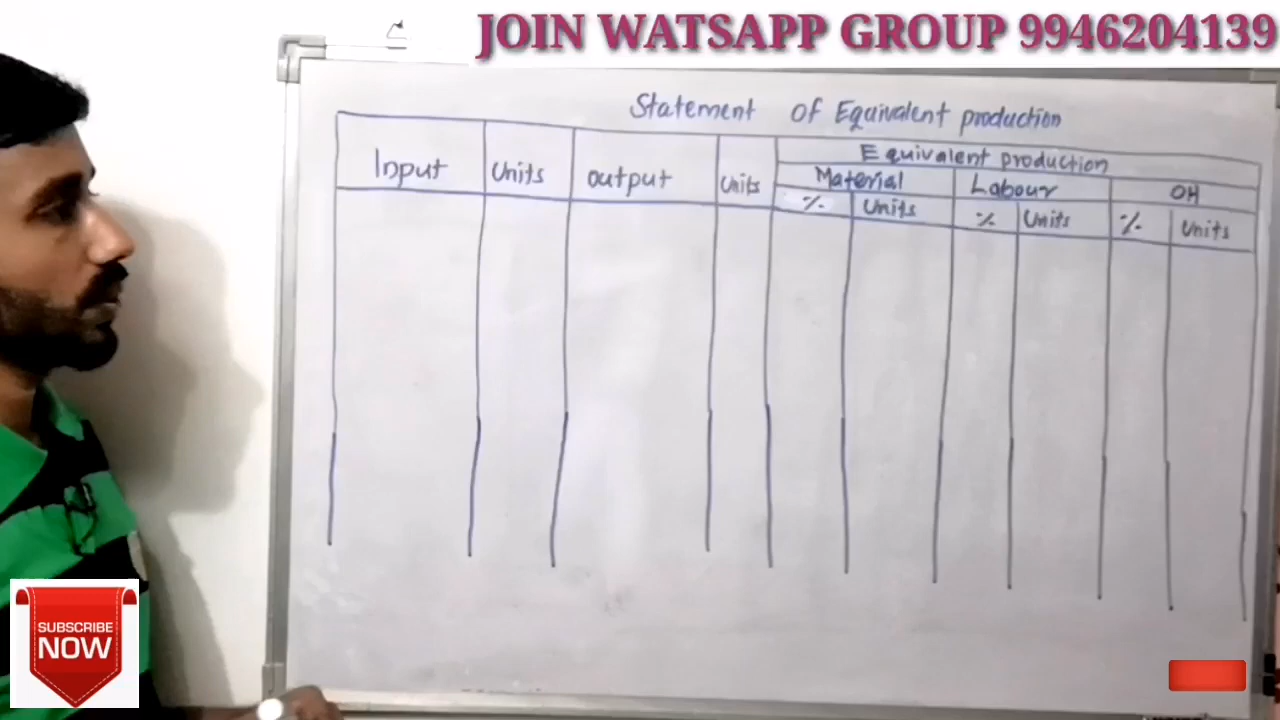 JOIN WATSAPP GROUP 9946204139
Statement of Equivalent production
Input Units output Units Equivalent production
Material Labour OH
% Units % Units % Units
SUBSCRIBE
NOW